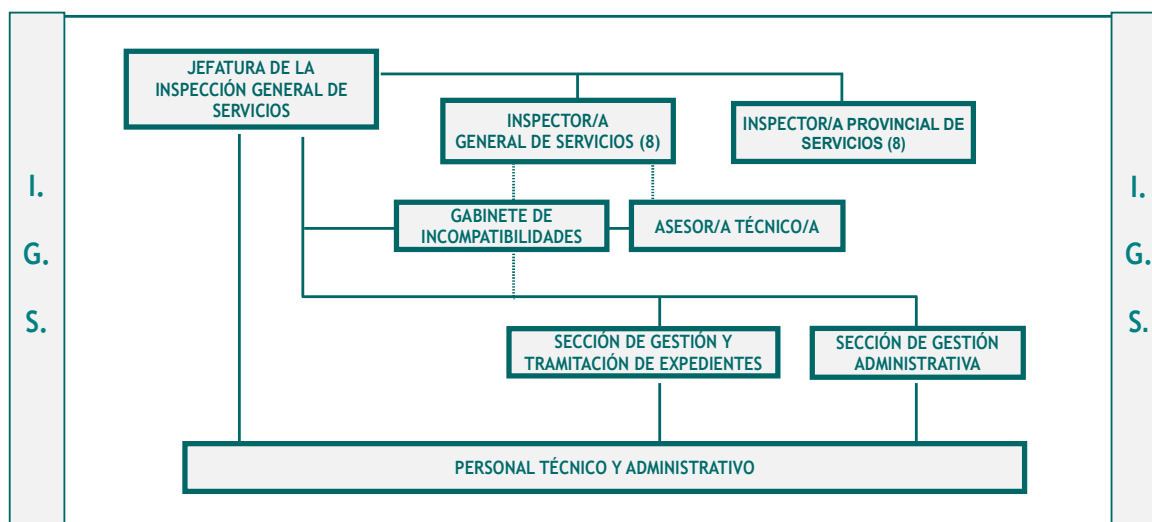 I.
G.
S.
JEFATURA DE LA
INSPECCIÓN GENERAL DE
SERVICIOS
INSPECTOR/A
GENERAL DE SERVICIOS (8)
INSPECTOR/A PROVINCIAL DE
SERVICIOS (8)
GABINETE DE
INCOMPATIBILIDADES
ASESOR/A TÉCNICO/A
SECCIÓN DE GESTIÓN Y
TRAMITACIÓN DE EXPEDIENTES
SECCIÓN DE GESTIÓN
ADMINISTRATIVA
PERSONAL TÉCNICO Y ADMINISTRATIVO
I.
G.
S.